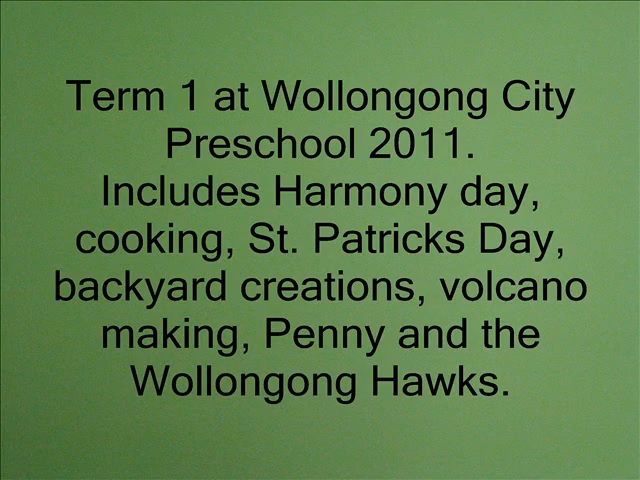 Term 1 at Wollongong City
Preschool 2011.
Includes Harmony day,
cooking, St. Patricks Day,
backyard creations, volcano
making, Penny and the
Wollongong Hawks.